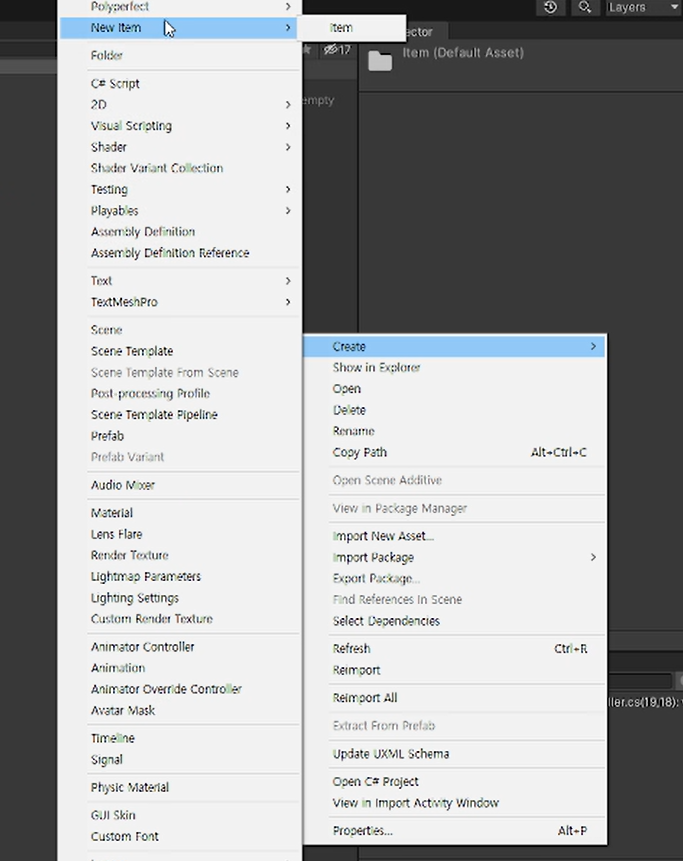 Polyperfect
New Item
Item
Layers
ector
17
Item (Default Asset)
Folder
empty
C# Script
2D
Visual Scripting
Shader
Shader Variant Collection
Testing
Playables
Assembly Definition
Assembly Definition Reference
Text
TextMeshPro
Scene
Scene Template
Scene Template From Scene
Post-processing Profile
Scene Template Pipeline
Prefab
Prefab Variant
Audio Mixer
Material
Lens Flare
Render Texture
Lightmap Parameters
Lighting Settings
Custom Render Texture
Animator Controller
Animation
Animator Override Controller
Avatar Mask
Timeline
Signal
Physic Material
GUI Skin
Custom Font
Create
Show in Explorer
Open
Delete
Rename
Copy Path Alt+Ctrl+C
Open Scene Additive
View in Package Manager
Import New Asset...
Import Package
Export Package...
Find References In Scene
Select Dependencies
Refresh Ctrl+R
Reimport
Reimport All
Extract From Prefab
Update UXML Schema
Open C# Project
View in Import Activity Window
Properties... Alt+P
ller.cs(19,18):